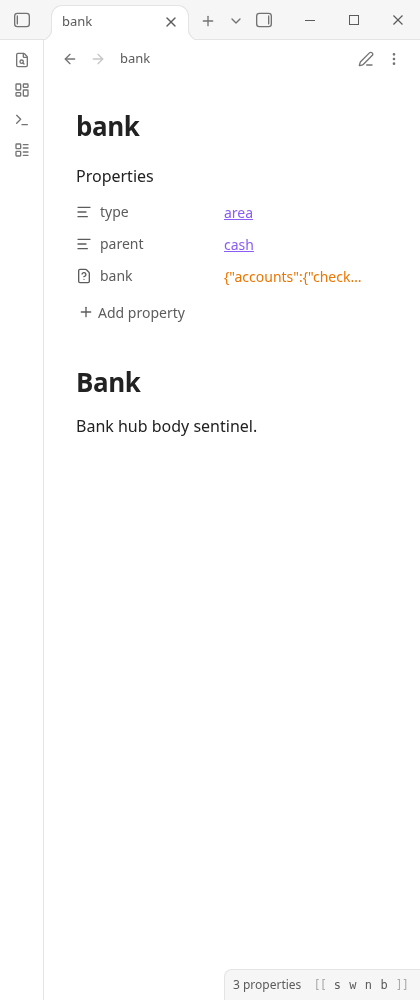 bank
bank
bank
Properties
type area
parent cash
bank {"accounts":{"check...
Add property
Bank
Bank hub body sentinel.
3 properties [[ s w n b ]]